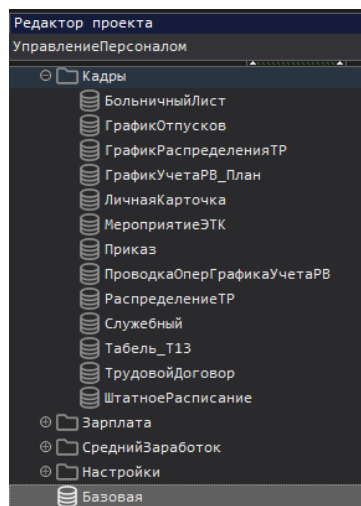 Редактор проекта
УправлениеПерсоналом
Кадры
БольничныйЛист
ГрафикОтпусков
ГрафикРаспределенияТР
ГрафикУчетаРВ_План
ЛичнаяКарточка
МероприятиеЭТК
Приказ
ПроводкаОперГрафикаУчетаРВ
РаспределениеТР
Служебный
Табель_Т13
ТрудовойДоговор
ШтатноеРасписание
Зарплата
СреднийЗаработок
Настройки
Базовая